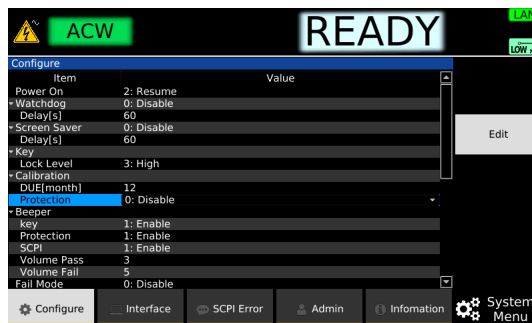 ACW
READY
LAN
LOW
Configure
Item Value
Power On 2: Resume
Watchdog 0: Disable
Delay[s] 60
Screen Saver 0: Disable
Delay[s] 60
Key
Lock Level 3: High
Calibration
DUE[month] 12
Protection 0: Disable
Beeper
key 1: Enable
Protection 1: Enable
SCPI 1: Enable
Volume Pass 3
Volume Fail 5
Fail Mode 0: Disable
Edit
Configure Interface SCPI Error Admin Infomation System
Menu